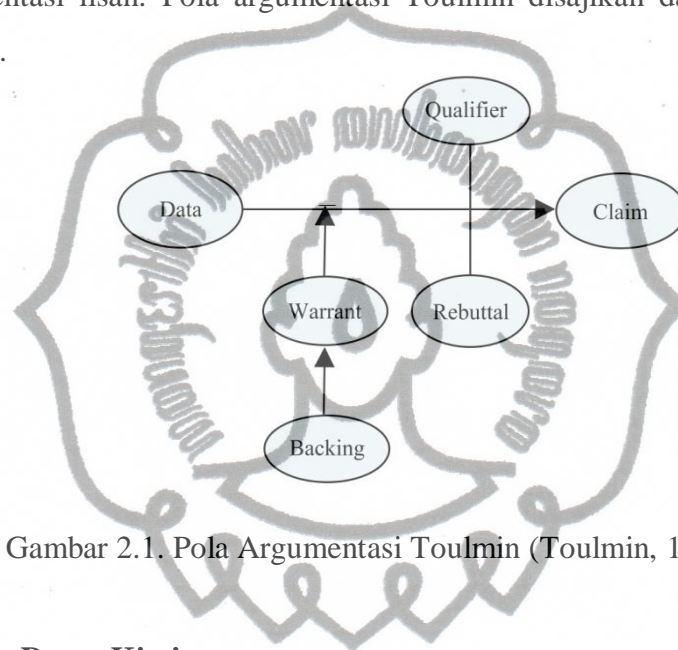 entasi lisan. Pola argumentasi Toulmin disajikan da
.
Qualifier
Data
Claim
Warrant
Rebuttal
Backing
Gambar 2.1. Pola Argumentasi Toulmin (Toulmin, 1